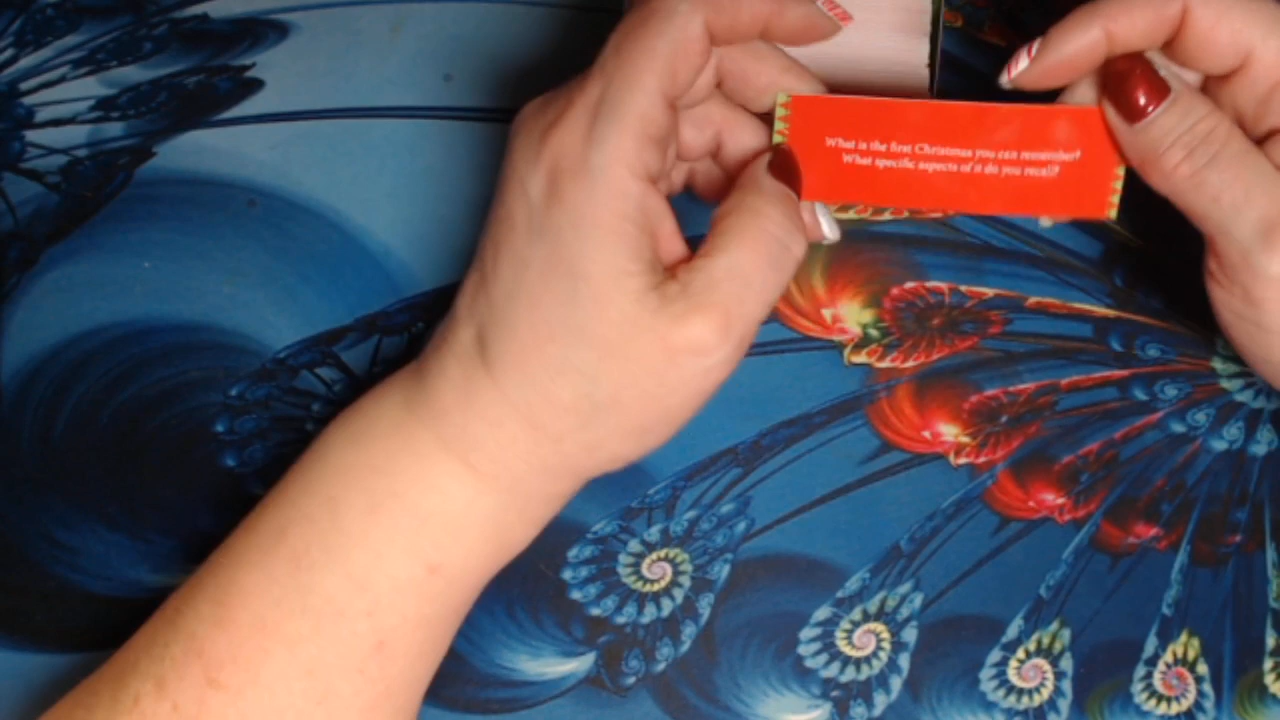 What is the first Christmas you can remember?
What specific aspects of it do you recall?